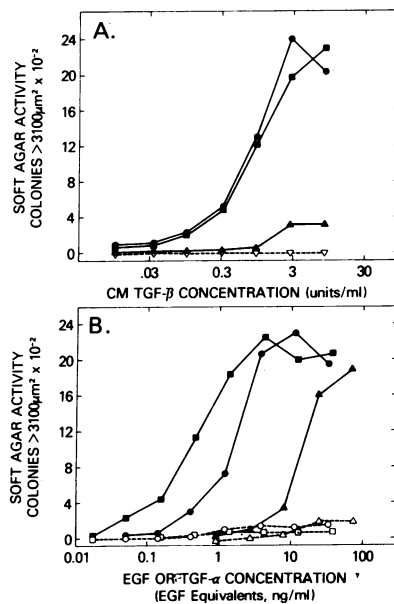 A.
SOFT AGAR ACTIVITY
COLONIES >3100μm² x 10⁻²
24
20
16
12
8
4
0
.03
0.3
3
30
CM TGF-β CONCENTRATION (units/ml)
B.
SOFT AGAR ACTIVITY
COLONIES >3100μm² x 10⁻²
24
20
16
12
8
4
0
0.01
0.1
1
10
100
EGF OR TGF-α CONCENTRATION
(EGF Equivalents, ng/ml)